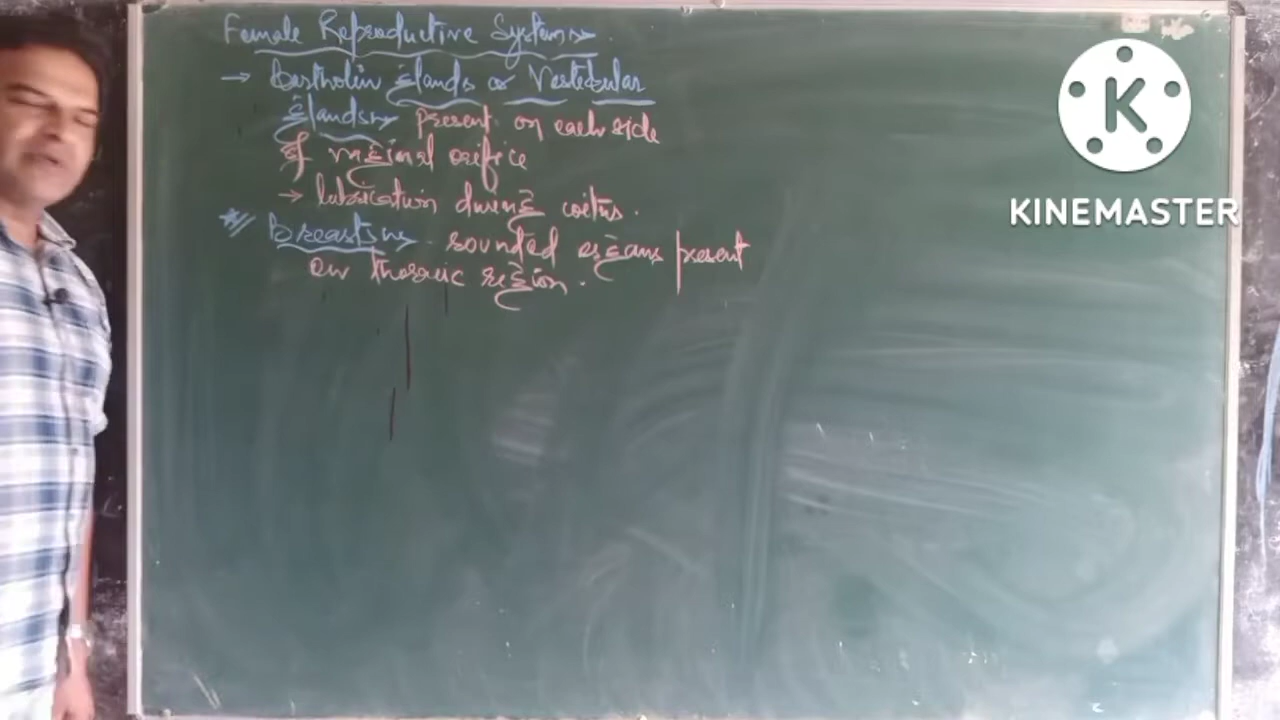 Female Reproductive System
→ Bartholin Glands or Vestibular
Glands present on each side
of vaginal orifice
→ lubrication during coitus.
Breasts rounded organs present
on thoracic region.
K
KINEMASTER